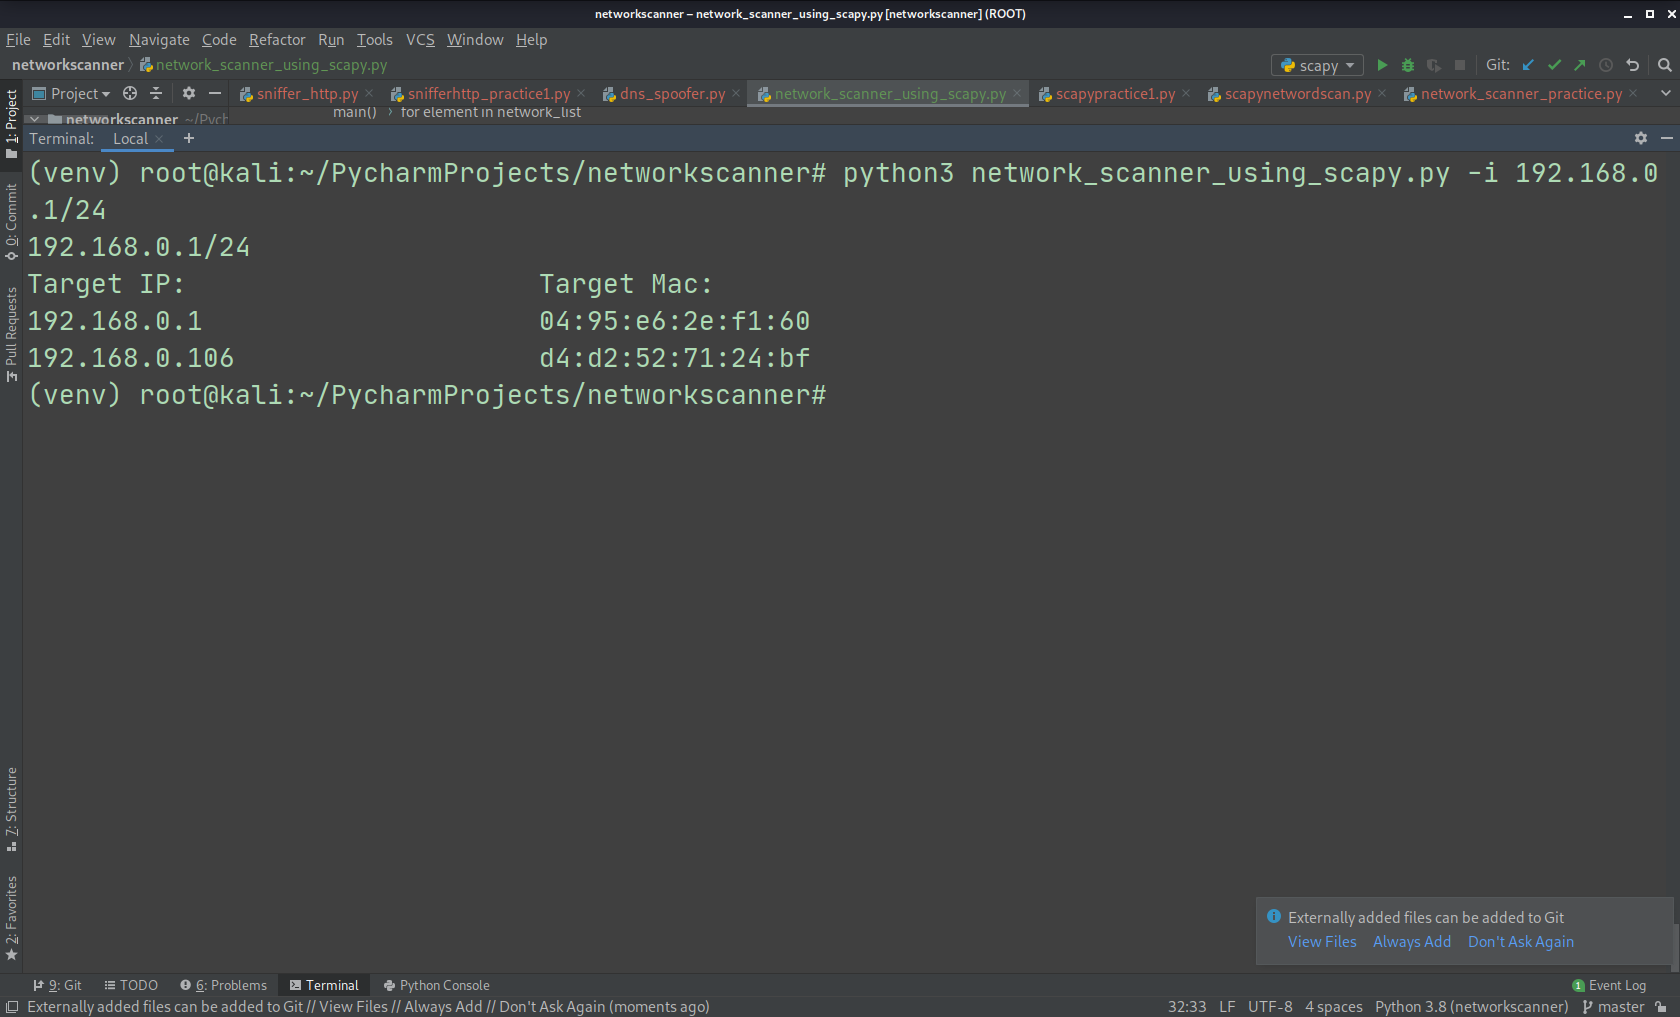 networkscanner – network_scanner_using_scapy.py [networkscanner] (ROOT)
File Edit View Navigate Code Refactor Run Tools VCS Window Help
networkscanner network_scanner_using_scapy.py scapy Git:
Project sniffer_http.py snifferhttp_practice1.py dns_spoofer.py network_scanner_using_scapy.py scapypractice1.py scapynetwordscan.py network_scanner_practice.py
networkscanner ~/Pych main() › for element in network_list
Terminal: Local +
(venv) root@kali:~/PycharmProjects/networkscanner# python3 network_scanner_using_scapy.py -i 192.168.0
.1/24
192.168.0.1/24
Target IP: Target Mac:
192.168.0.1 04:95:e6:2e:f1:60
192.168.0.106 d4:d2:52:71:24:bf
(venv) root@kali:~/PycharmProjects/networkscanner#
1: Project
0: Commit
Pull Requests
7: Structure
2: Favorites
Externally added files can be added to Git
View Files Always Add Don't Ask Again
9: Git TODO 6: Problems Terminal Python Console 1 Event Log
Externally added files can be added to Git // View Files // Always Add // Don't Ask Again (moments ago) 32:33 LF UTF-8 4 spaces Python 3.8 (networkscanner) master